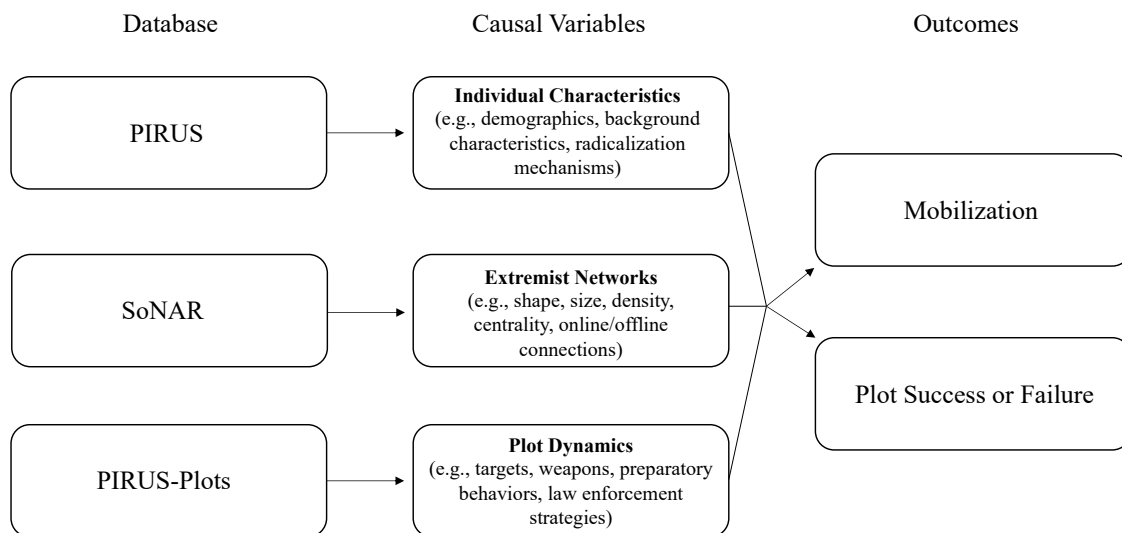 Database
Causal Variables
Outcomes
PIRUS
Individual Characteristics
(e.g., demographics, background
characteristics, radicalization
mechanisms)
Mobilization
SoNAR
Extremist Networks
(e.g., shape, size, density,
centrality, online/offline
connections)
Plot Success or Failure
PIRUS-Plots
Plot Dynamics
(e.g., targets, weapons, preparatory
behaviors, law enforcement
strategies)